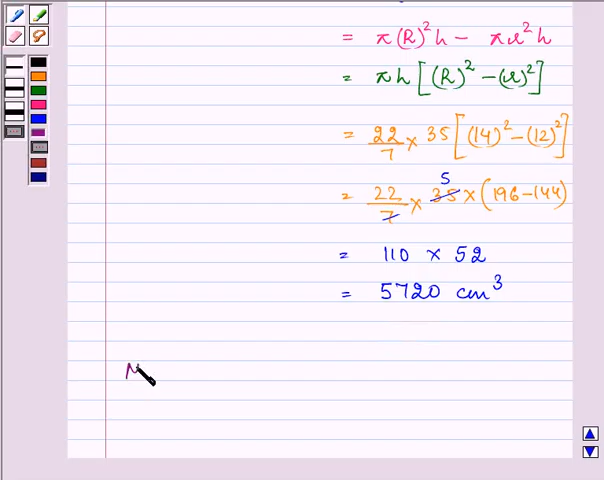 = π(R)²h - πr²h
= πh[(R)² - (r)²]
= 22/7 × 35[(14)² - (12)²]
5
= 22/7 × 35 × (196 - 144)
= 110 × 52
= 5720 cm³